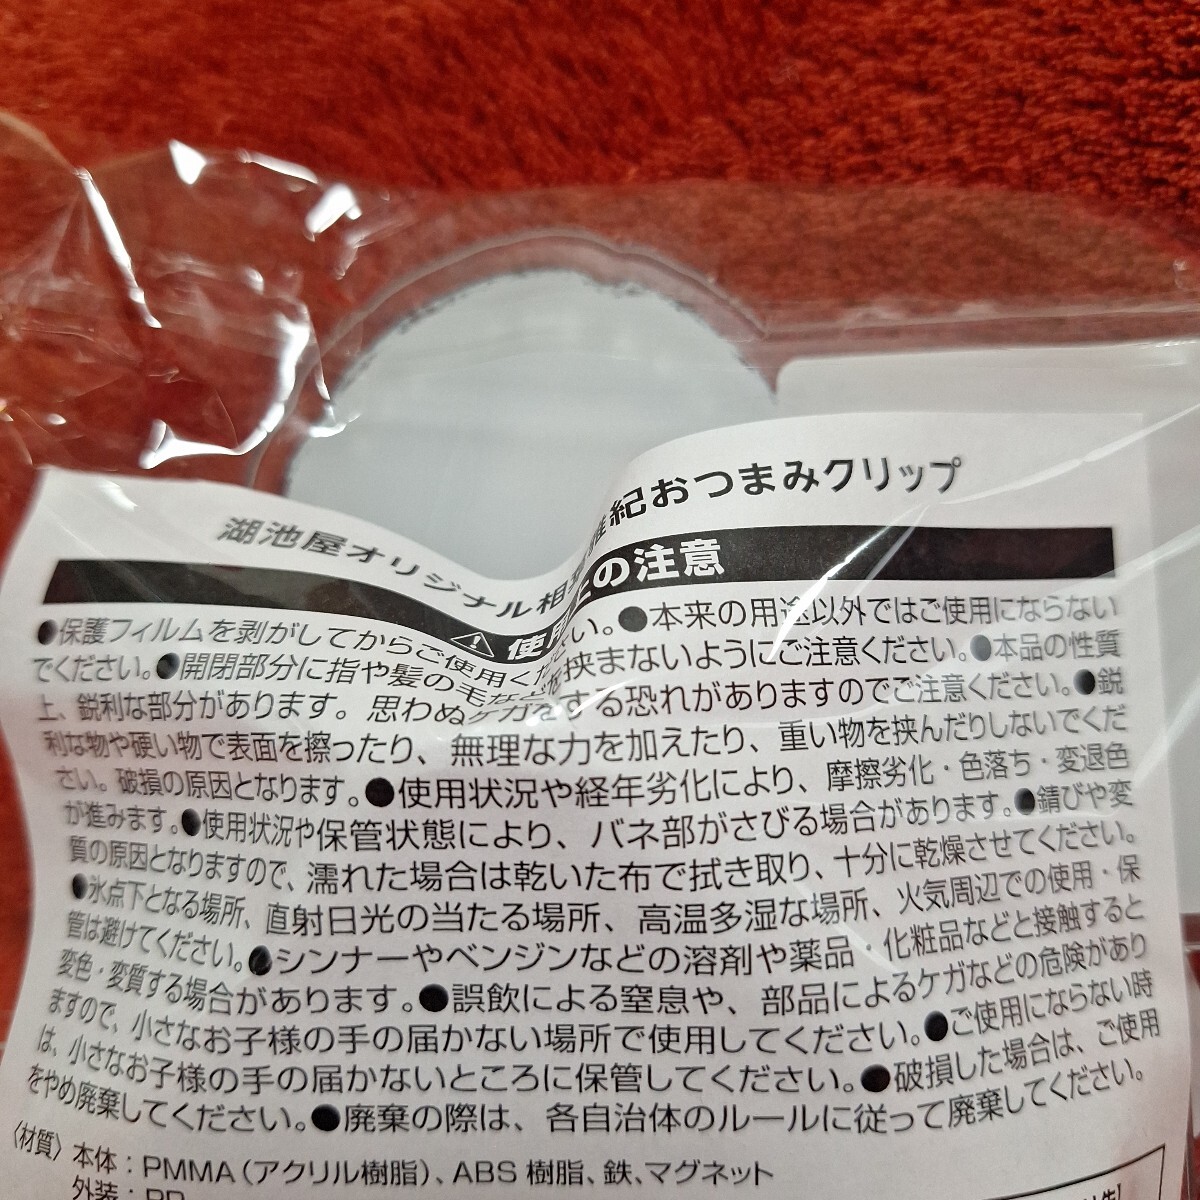 湖池屋オリジナル相 雅紀おつまみクリップ
使用上の注意
●保護フィルムを剥がしてからご使用ください。●本来の用途以外ではご使用にならない
でください。●開閉部分に指や髪の毛などを挟まないようにご注意ください。●本品の性質
上、鋭利な部分があります。思わぬケガをする恐れがありますのでご注意ください。●鋭
利な物や硬い物で表面を擦ったり、無理な力を加えたり、重い物を挟んだりしないでくだ
さい。破損の原因となります。●使用状況や経年劣化により、摩擦劣化・色落ち・変退色
が進みます。●使用状況や保管状態により、バネ部がさびる場合があります。●錆びや変
質の原因となりますので、濡れた場合は乾いた布で拭き取り、十分に乾燥させてください。
●氷点下となる場所、直射日光の当たる場所、高温多湿な場所、火気周辺での使用・保
管は避けてください。●シンナーやベンジンなどの溶剤や薬品・化粧品などと接触すると
変色・変質する場合があります。●誤飲による窒息や、部品によるケガなどの危険があり
ますので、小さなお子様の手の届かない場所で使用してください。●ご使用にならない時
は、小さなお子様の手の届かないところに保管してください。●破損した場合は、ご使用
をやめ廃棄してください。●廃棄の際は、各自治体のルールに従って廃棄してください。
〈材質〉本体：PMMA（アクリル樹脂）、ABS 樹脂、鉄、マグネット
外装：PP